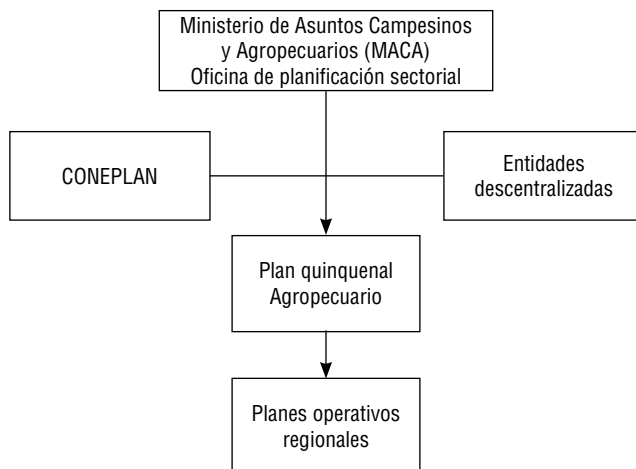 Ministerio de Asuntos Campesinos
y Agropecuarios (MACA)
Oficina de planificación sectorial
CONEPLAN
Entidades
descentralizadas
Plan quinquenal
Agropecuario
Planes operativos
regionales